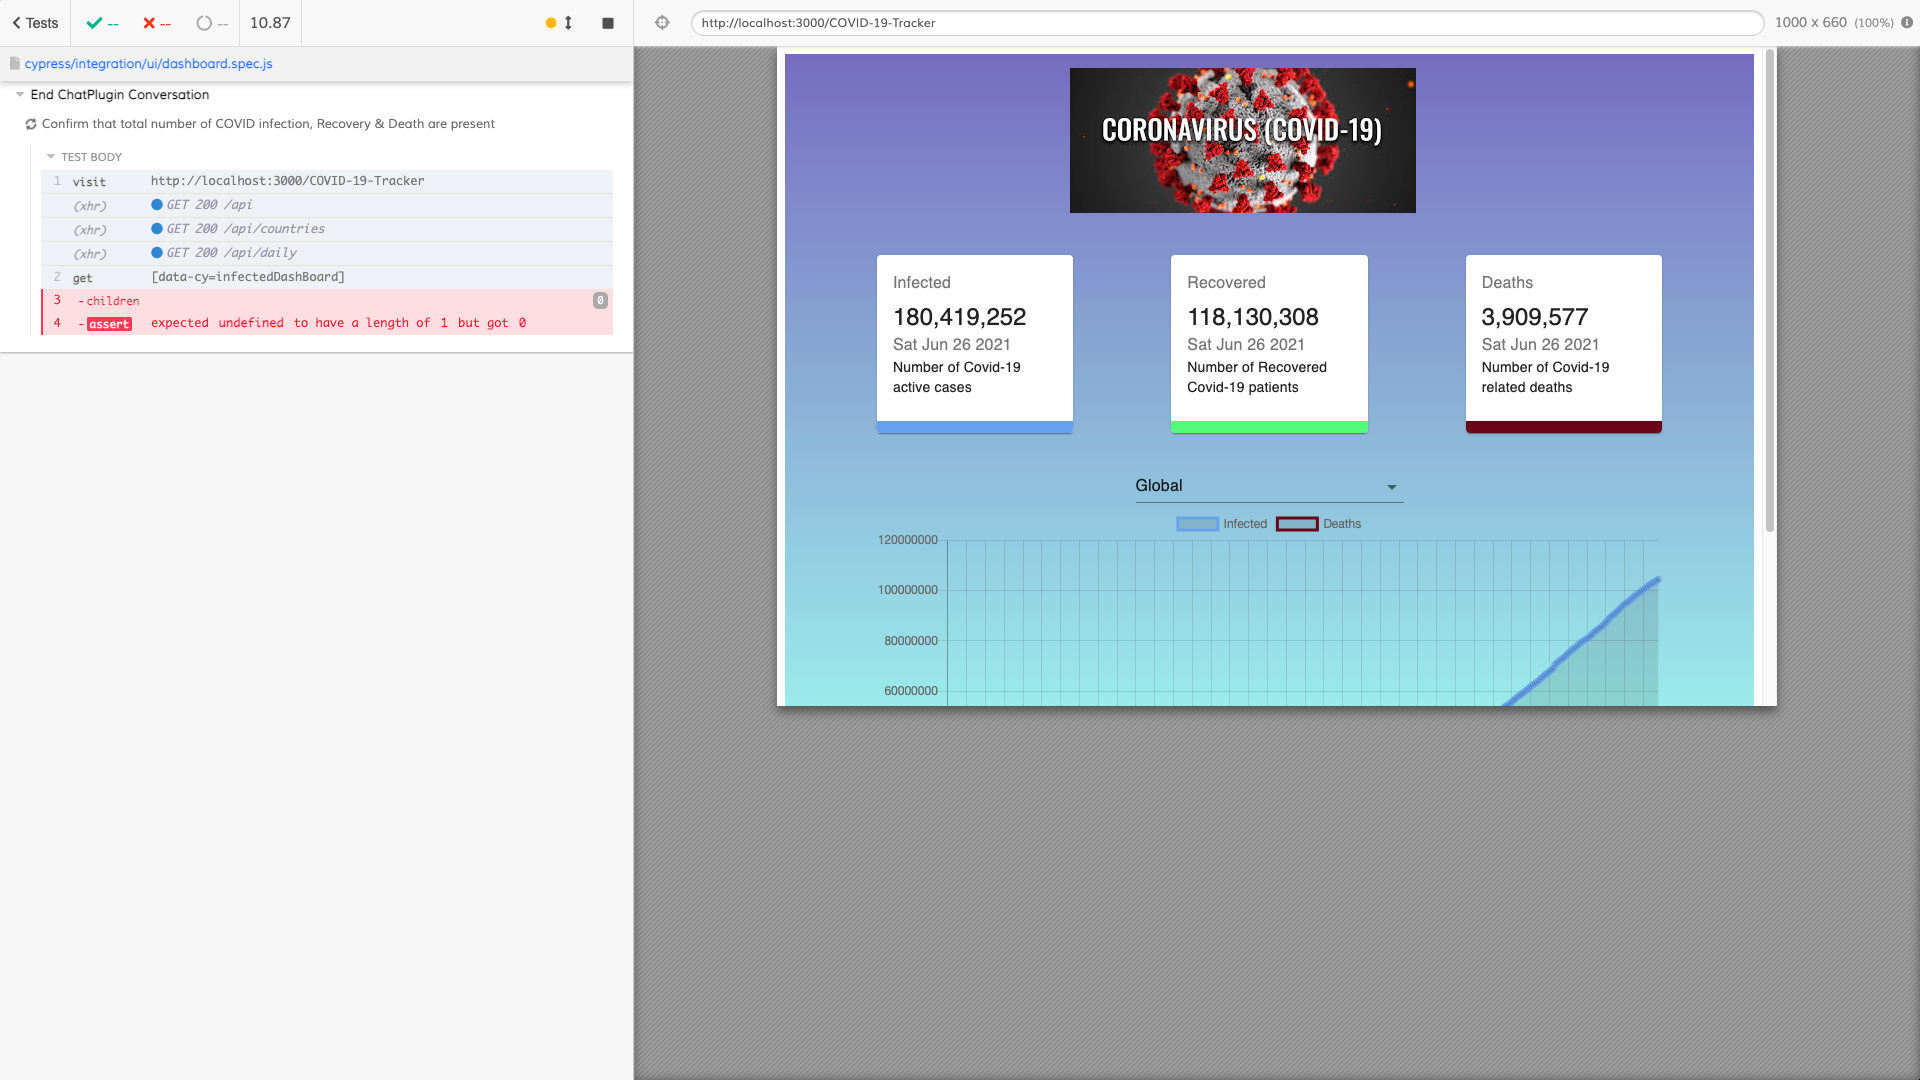 Tests
--
--
--
10.87
cypress/integration/ui/dashboard.spec.js
End ChatPlugin Conversation
Confirm that total number of COVID infection, Recovery & Death are present
TEST BODY
1 visit http://localhost:3000/COVID-19-Tracker
(xhr) GET 200 /api
(xhr) GET 200 /api/countries
(xhr) GET 200 /api/daily
2 get [data-cy=infectedDashBoard]
3 -children 0
4 -assert expected undefined to have a length of 1 but got 0
http://localhost:3000/COVID-19-Tracker
1000 x 660 (100%)
CORONAVIRUS (COVID-19)
Infected
180,419,252
Sat Jun 26 2021
Number of Covid-19
active cases
Recovered
118,130,308
Sat Jun 26 2021
Number of Recovered
Covid-19 patients
Deaths
3,909,577
Sat Jun 26 2021
Number of Covid-19
related deaths
Global
Infected Deaths
120000000
100000000
80000000
60000000